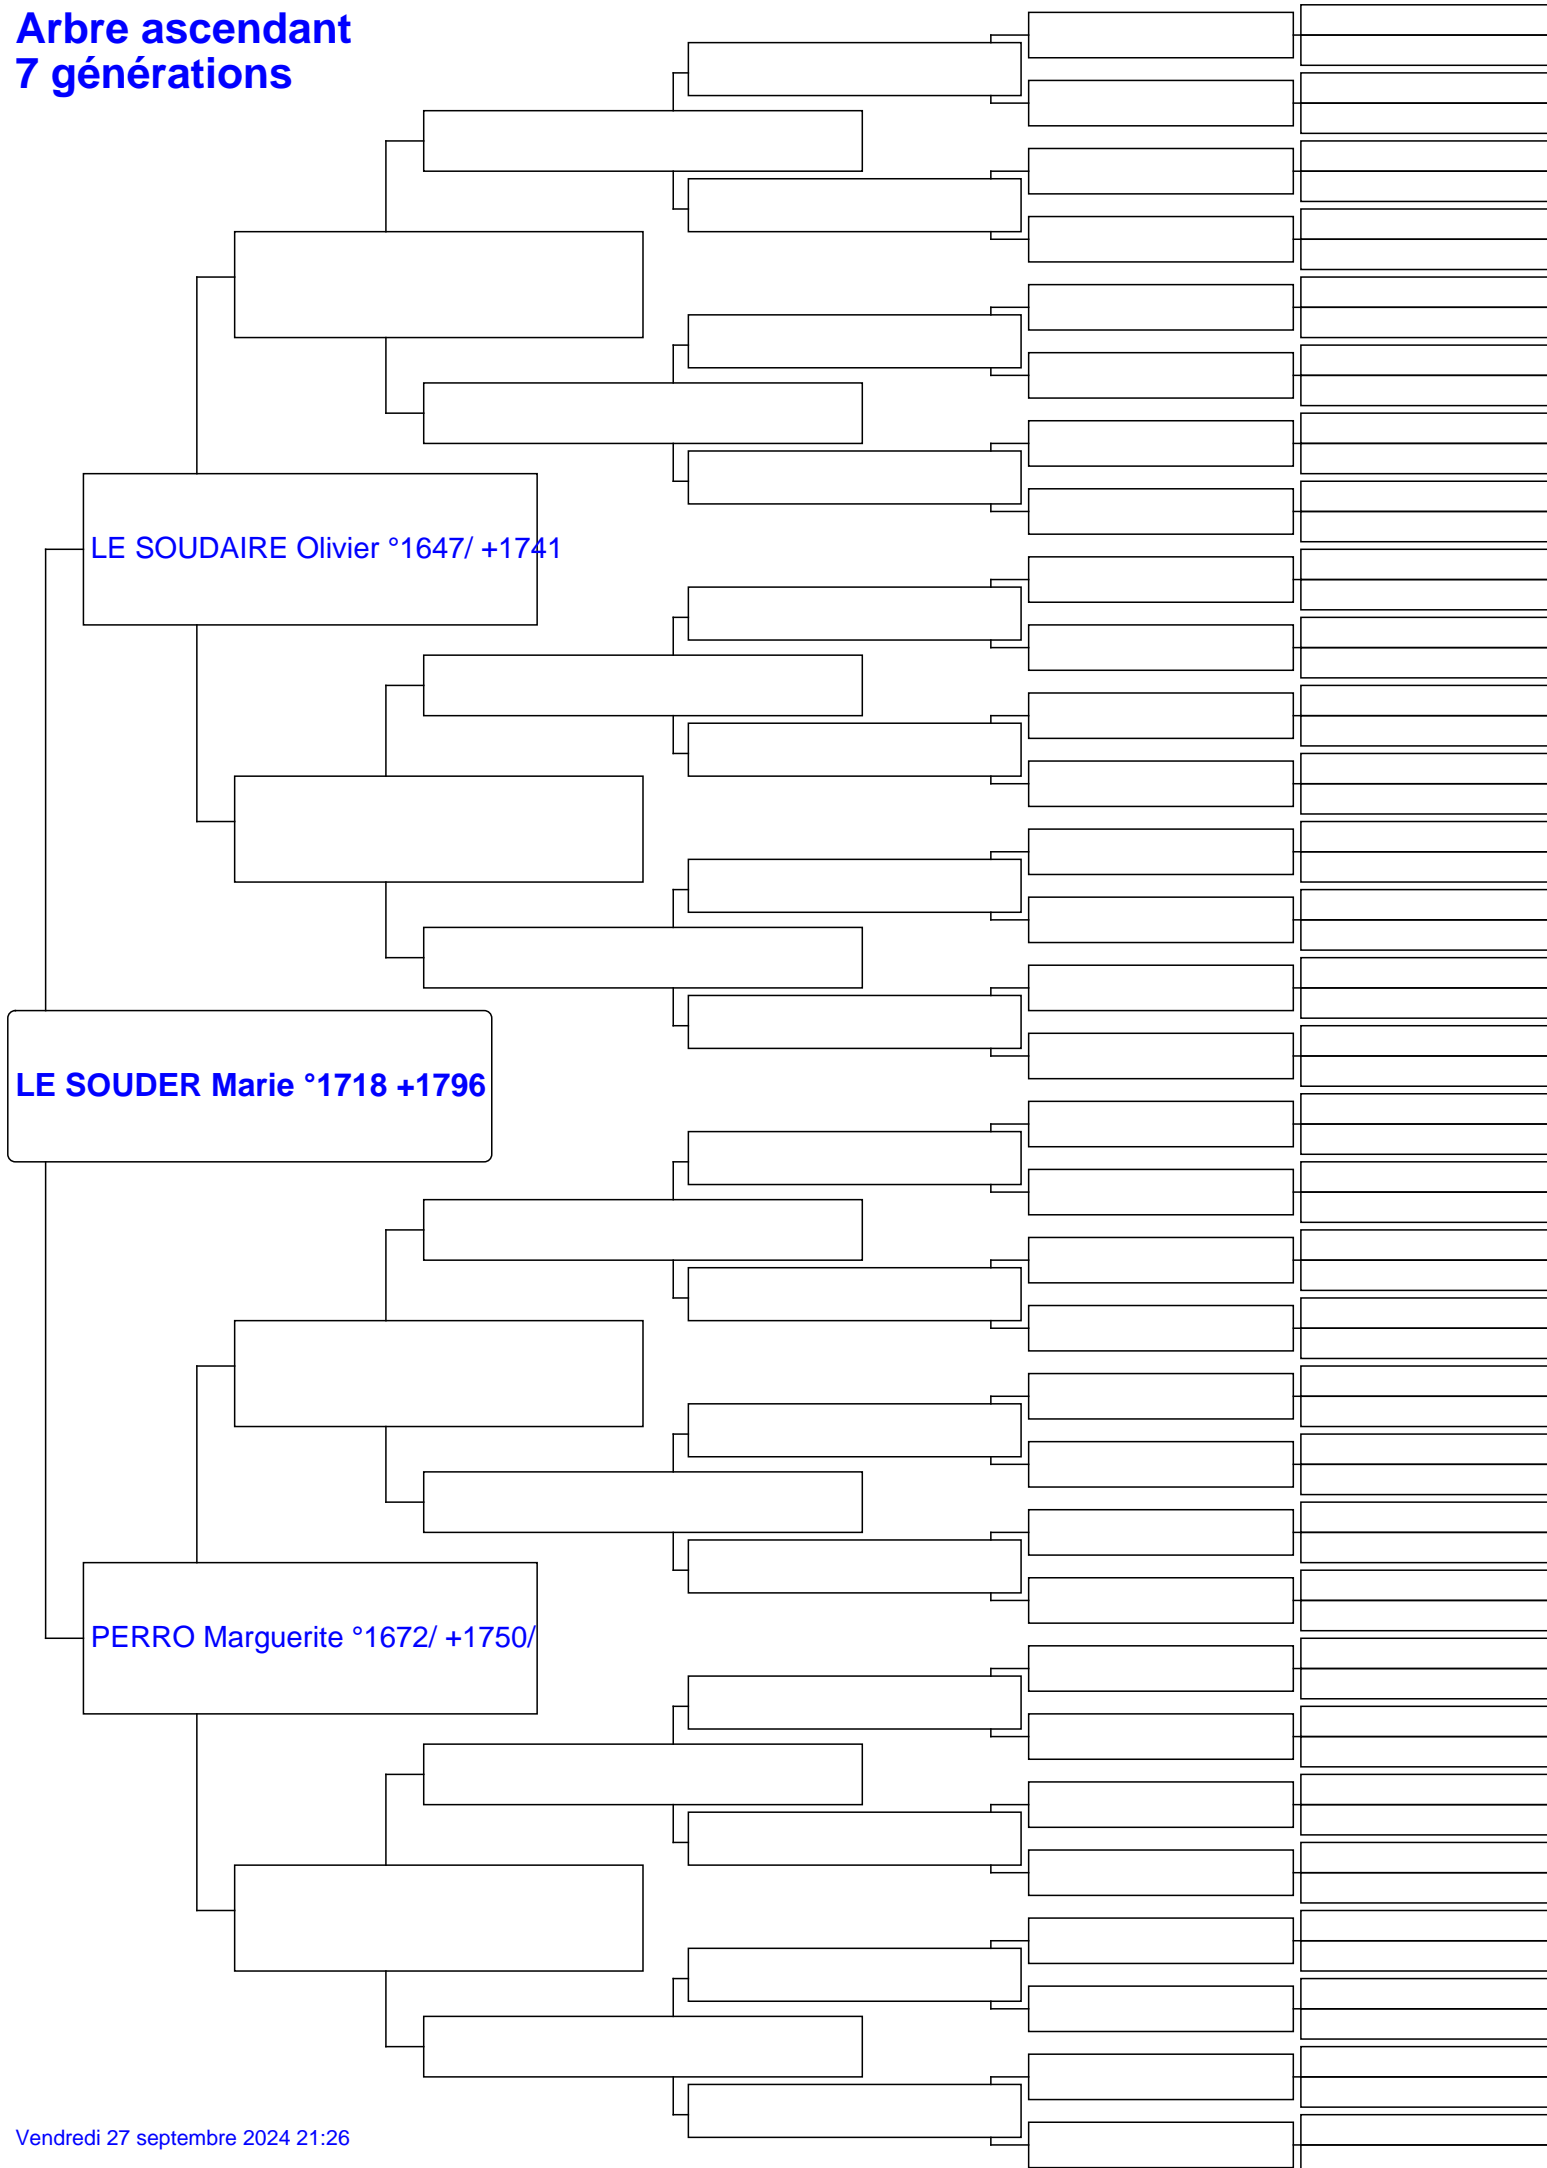 Arbre ascendant
7 générations
LE SOUDAIRE Olivier °1647/ +1741
LE SOUDER Marie °1718 +1796
PERRO Marguerite °1672/ +1750/
Vendredi 27 septembre 2024 21:26